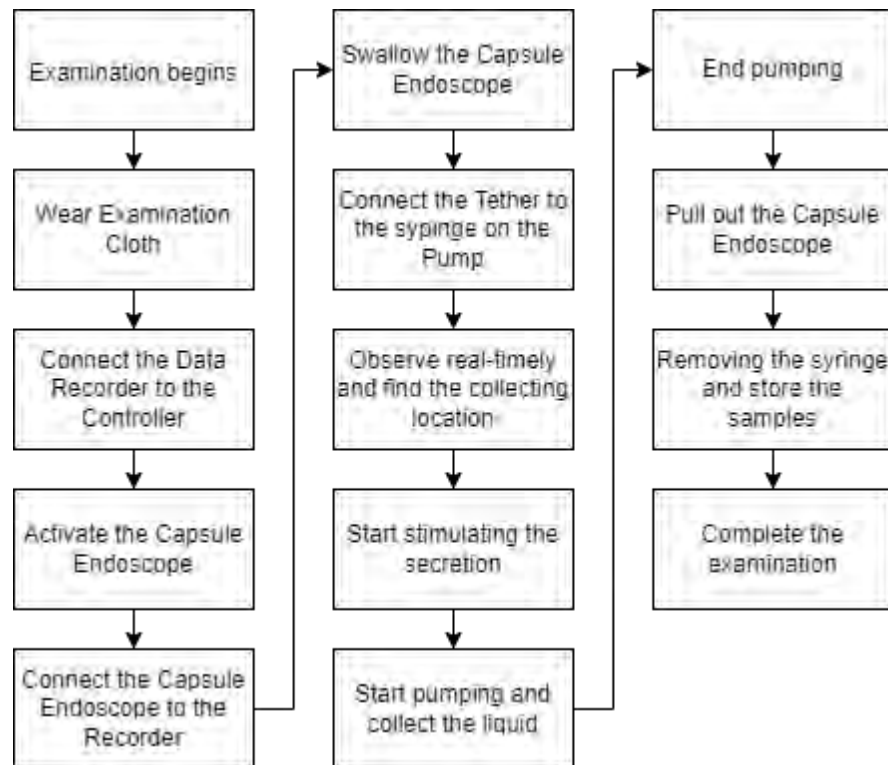 Examination begins
Wear Examination
Cloth
Connect the Data
Recorder to the
Controller
Activate the Capsule
Endoscope
Connect the Capsule
Endoscope to the
Recorder
Swallow the Capsule
Endoscope
Connect the Tether to
the sypinge on the
Pump
Observe real-timely
and find the collecting
location
Start stimulating the
secretion
Start pumping and
collect the liquid
End pumping
Pull out the Capsule
Endoscope
Removing the syringe
and store the
samples
Complete the
examination